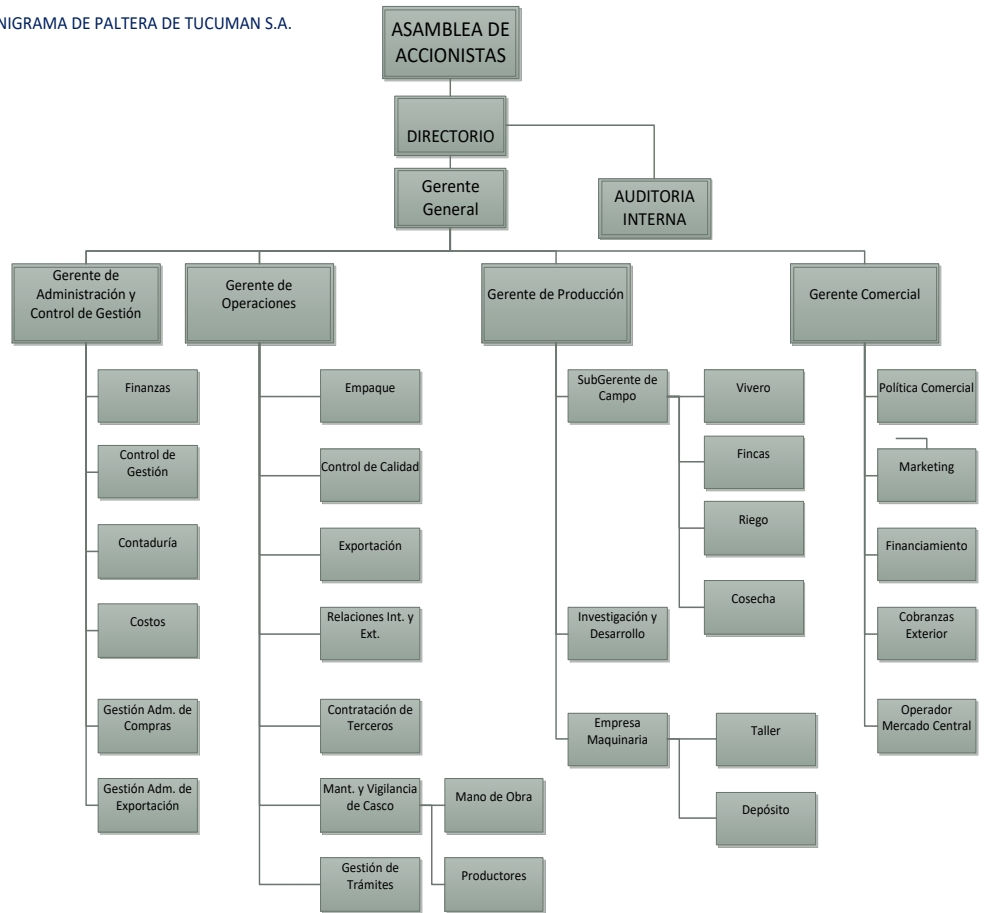 NIGRAMA DE PALTERA DE TUCUMAN S.A.
ASAMBLEA DE
ACCIONISTAS
DIRECTORIO
Gerente
General
AUDITORIA
INTERNA
Gerente de
Administración y
Control de Gestión
Gerente de
Operaciones
Gerente de Producción
Gerente Comercial
Finanzas
Control de
Gestión
Contaduría
Costos
Gestión Adm. de
Compras
Gestión Adm. de
Exportación
Empaque
Control de Calidad
Exportación
Relaciones Int. y
Ext.
Contratación de
Terceros
Mant. y Vigilancia
de Casco
Mano de Obra
Productores
Gestión de
Trámites
SubGerente de
Campo
Vivero
Fincas
Riego
Cosecha
Investigación y
Desarrollo
Empresa
Maquinaria
Taller
Depósito
Política Comercial
Marketing
Financiamiento
Cobranzas
Exterior
Operador
Mercado Central